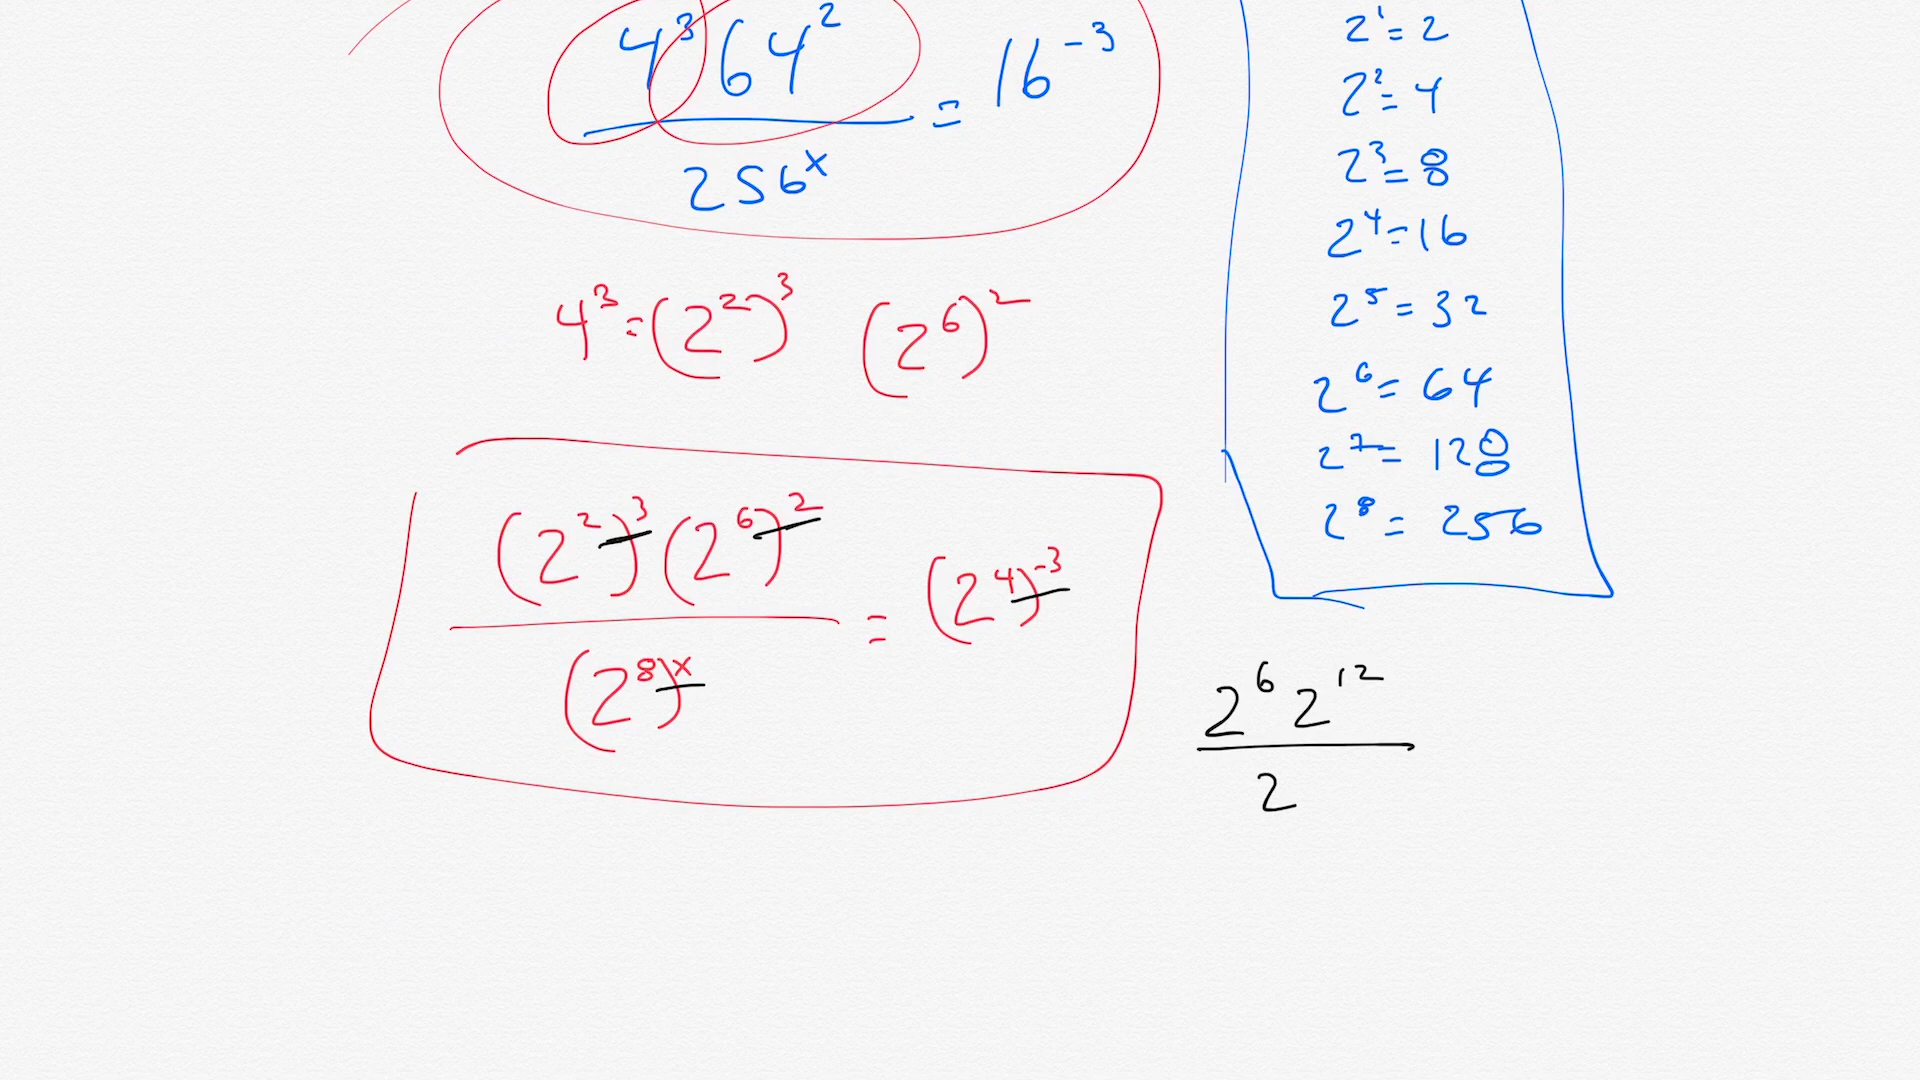 4³ 64² / 256ˣ = 16⁻³
4³ = (2²)³ (2⁶)²
(2²)³ (2⁶)² / (2⁸)ˣ = (2⁴)⁻³
2¹ = 2
2² = 4
2³ = 8
2⁴ = 16
2⁵ = 32
2⁶ = 64
2⁷ = 128
2⁸ = 256
2⁶ 2¹² / 2